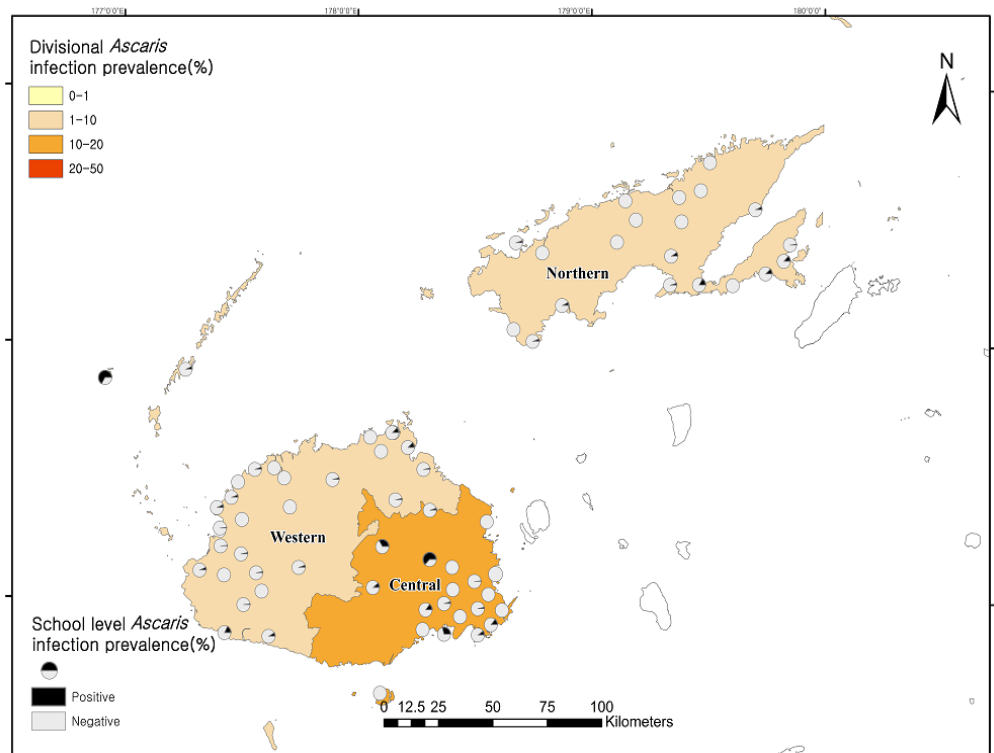 177°0'0"E 178°0'0"E 179°0'0"E 180°0'0"
Divisional Ascaris
infection prevalence(%)
0-1
1-10
10-20
20-50
N
Northern
Western
Central
School level Ascaris
infection prevalence(%)
Positive
Negative
0 12.5 25 50 75 100
Kilometers